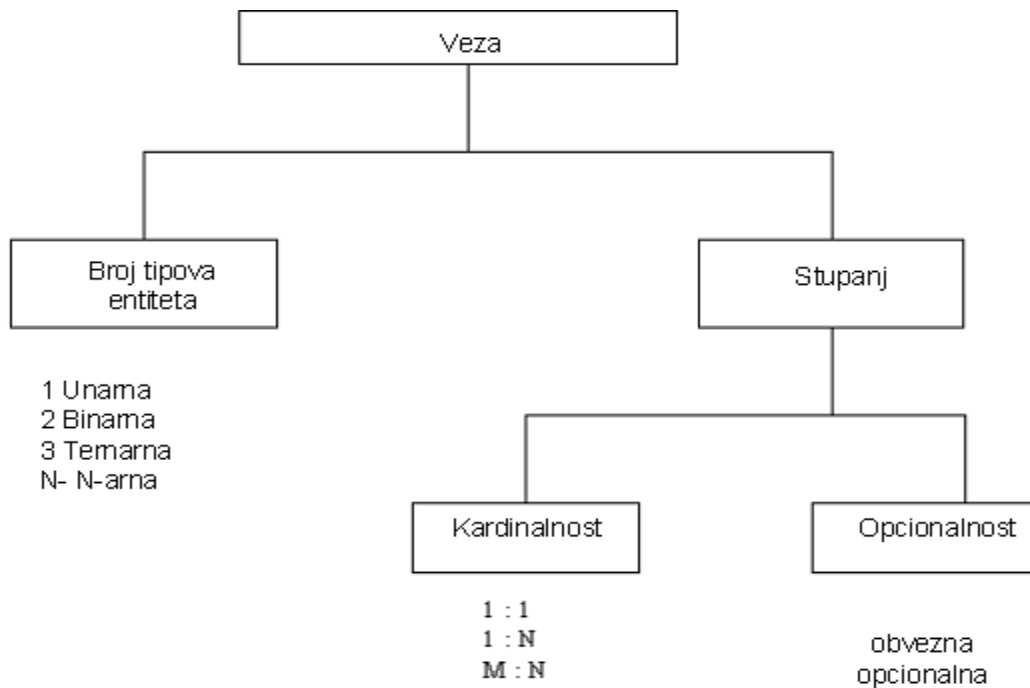 Veza
Broj tipova
entiteta
Stupanj
1 Unarna
2 Binarna
3 Ternarna
N- N-arna
Kardinalnost
Opcionalnost
1 : 1
1 : N
M : N
obvezna
opcionalna